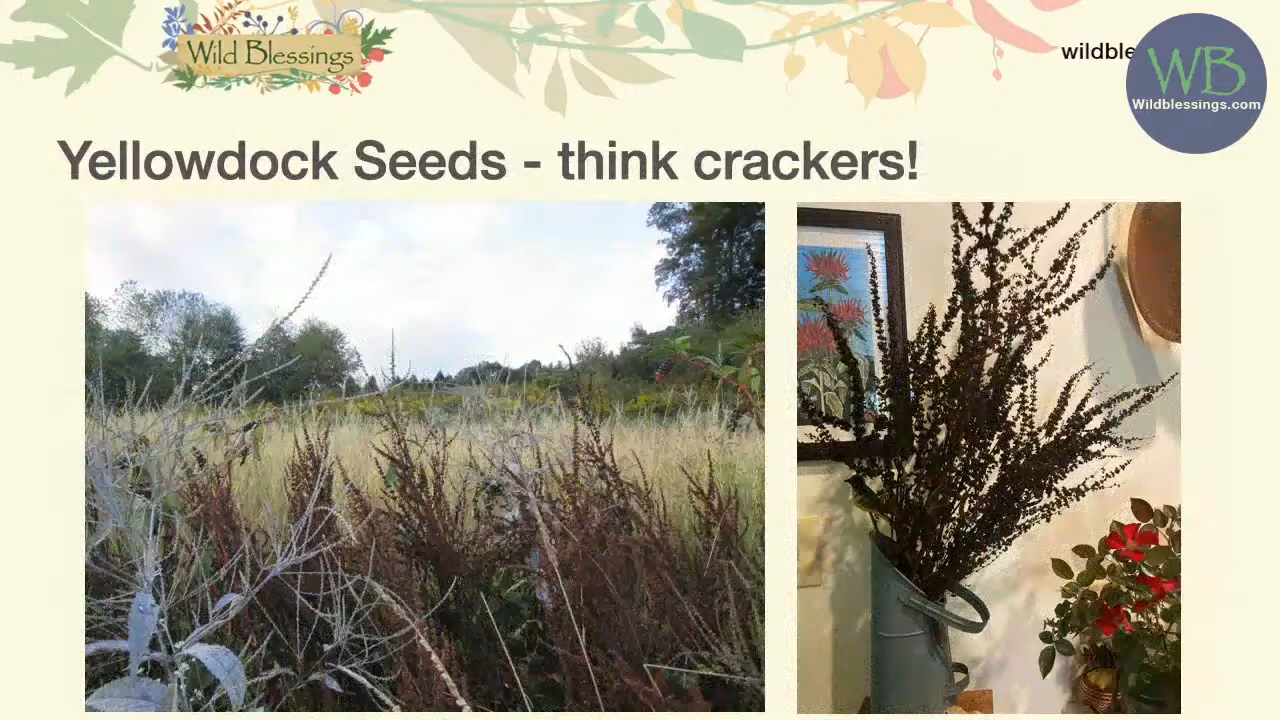 Wild Blessings
wildble
WB
Wildblessings.com
Yellowdock Seeds - think crackers!